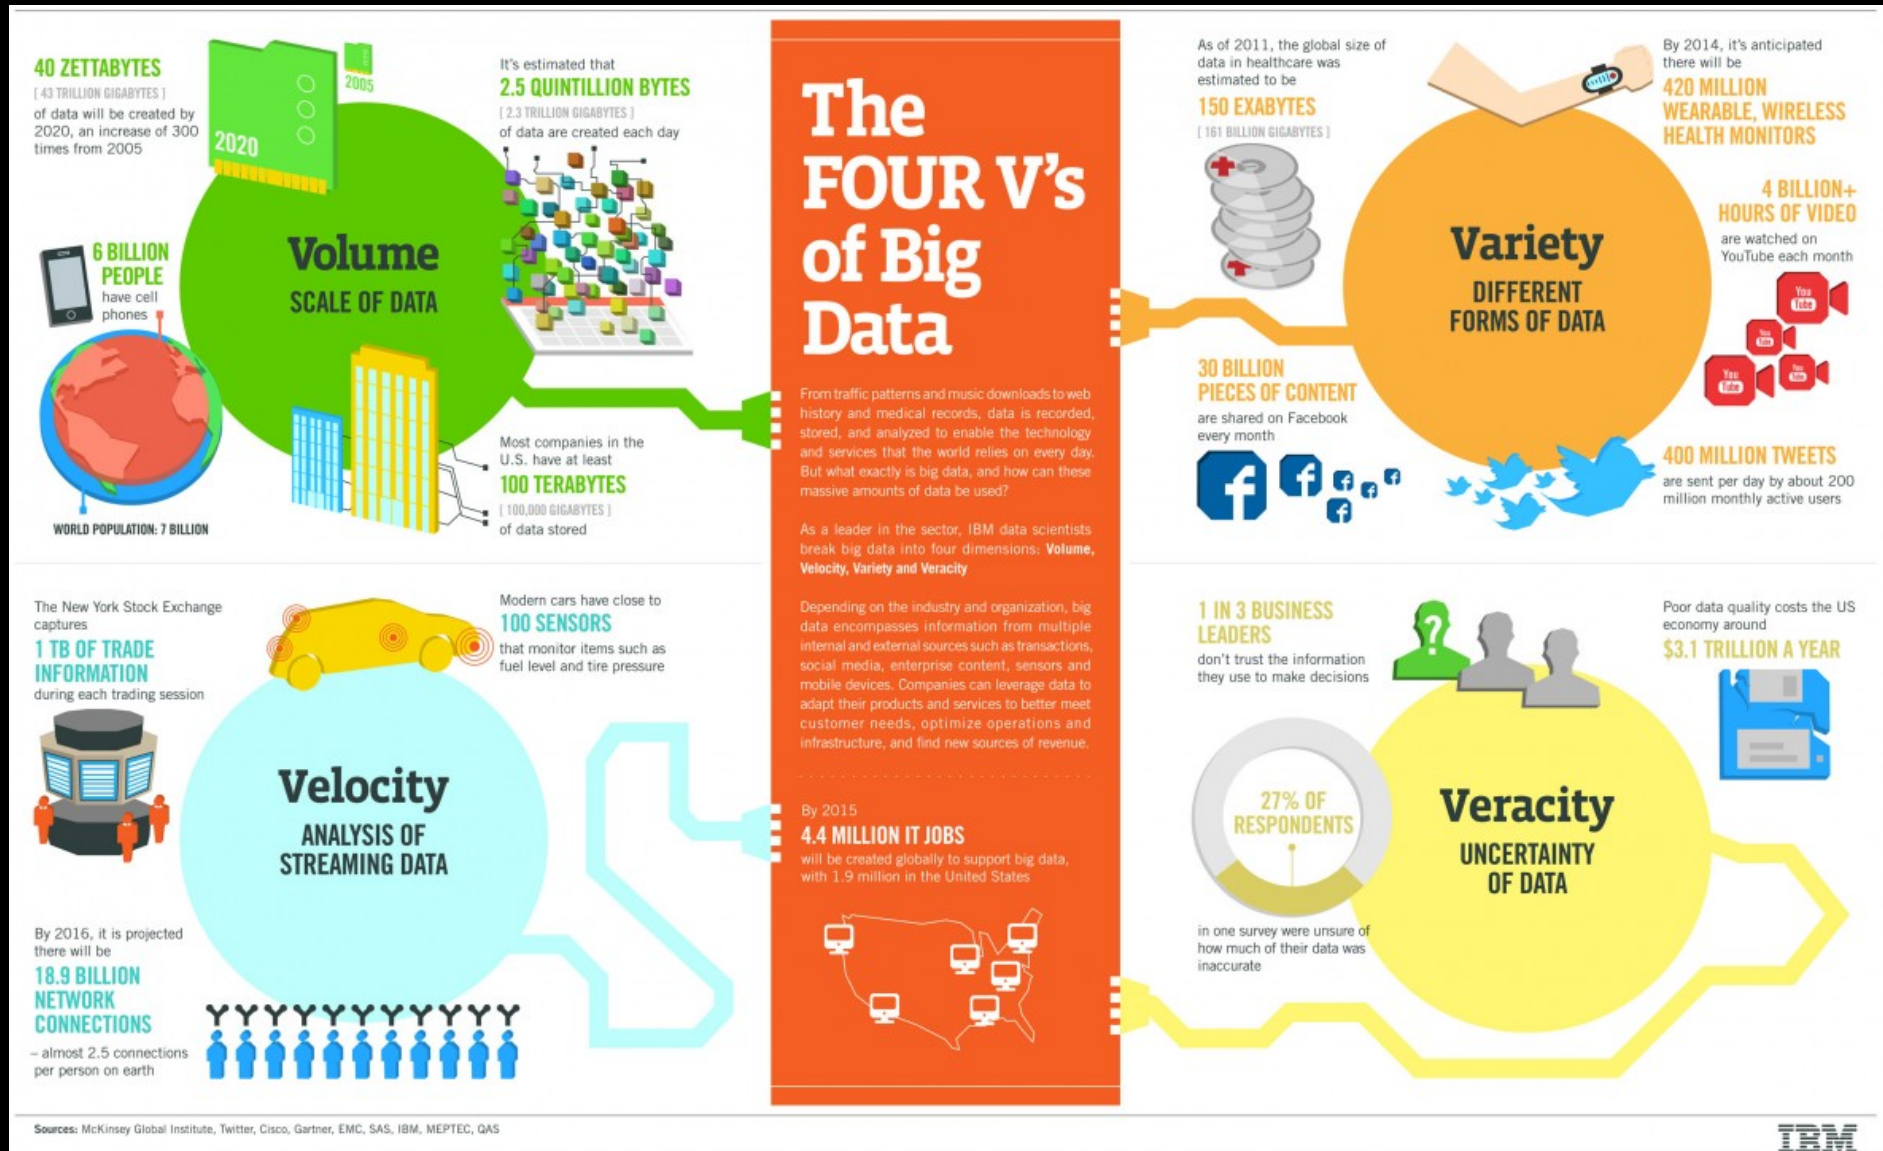 40 ZETTABYTES
[ 43 TRILLION GIGABYTES ]
of data will be created by
2020, an increase of 300
times from 2005
2020
2005
It's estimated that
2.5 QUINTILLION BYTES
[ 2.3 TRILLION GIGABYTES ]
of data are created each day
6 BILLION
PEOPLE
have cell
phones
WORLD POPULATION: 7 BILLION
Volume
SCALE OF DATA
Most companies in the
U.S. have at least
100 TERABYTES
[ 100,000 GIGABYTES ]
of data stored
The New York Stock Exchange
captures
1 TB OF TRADE
INFORMATION
during each trading session
Modern cars have close to
100 SENSORS
that monitor items such as
fuel level and tire pressure
Velocity
ANALYSIS OF
STREAMING DATA
By 2016, it is projected
there will be
18.9 BILLION
NETWORK
CONNECTIONS
– almost 2.5 connections
per person on earth
The
FOUR V's
of Big
Data
From traffic patterns and music downloads to web
history and medical records, data is recorded,
stored, and analyzed to enable the technology
and services that the world relies on every day.
But what exactly is big data, and how can these
massive amounts of data be used?
As a leader in the sector, IBM data scientists
break big data into four dimensions: Volume,
Velocity, Variety and Veracity
Depending on the industry and organization, big
data encompasses information from multiple
internal and external sources such as transactions,
social media, enterprise content, sensors and
mobile devices. Companies can leverage data to
adapt their products and services to better meet
customer needs, optimize operations and
infrastructure, and find new sources of revenue.
By 2015
4.4 MILLION IT JOBS
will be created globally to support big data,
with 1.9 million in the United States
As of 2011, the global size of
data in healthcare was
estimated to be
150 EXABYTES
[ 161 BILLION GIGABYTES ]
By 2014, it's anticipated
there will be
420 MILLION
WEARABLE, WIRELESS
HEALTH MONITORS
4 BILLION+
HOURS OF VIDEO
are watched on
YouTube each month
You
Tube
You
Tube
You
Tube
You
Tube
Variety
DIFFERENT
FORMS OF DATA
30 BILLION
PIECES OF CONTENT
are shared on Facebook
every month
400 MILLION TWEETS
are sent per day by about 200
million monthly active users
1 IN 3 BUSINESS
LEADERS
don't trust the information
they use to make decisions
Poor data quality costs the US
economy around
$3.1 TRILLION A YEAR
27% OF
RESPONDENTS
in one survey were unsure of
how much of their data was
inaccurate
Veracity
UNCERTAINTY
OF DATA
Sources: McKinsey Global Institute, Twitter, Cisco, Gartner, EMC, SAS, IBM, MEPTEC, QAS
IBM